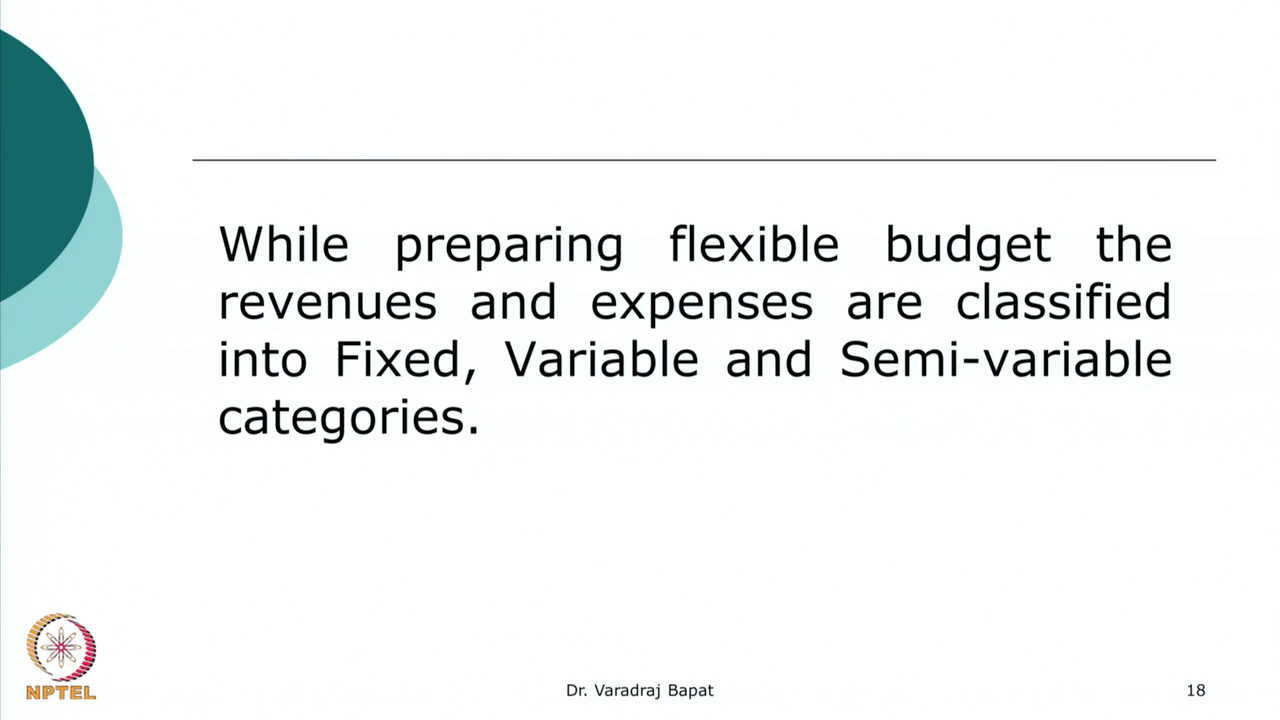 While preparing flexible budget the
revenues and expenses are classified
into Fixed, Variable and Semi-variable
categories.
NPTEL
Dr. Varadraj Bapat
18